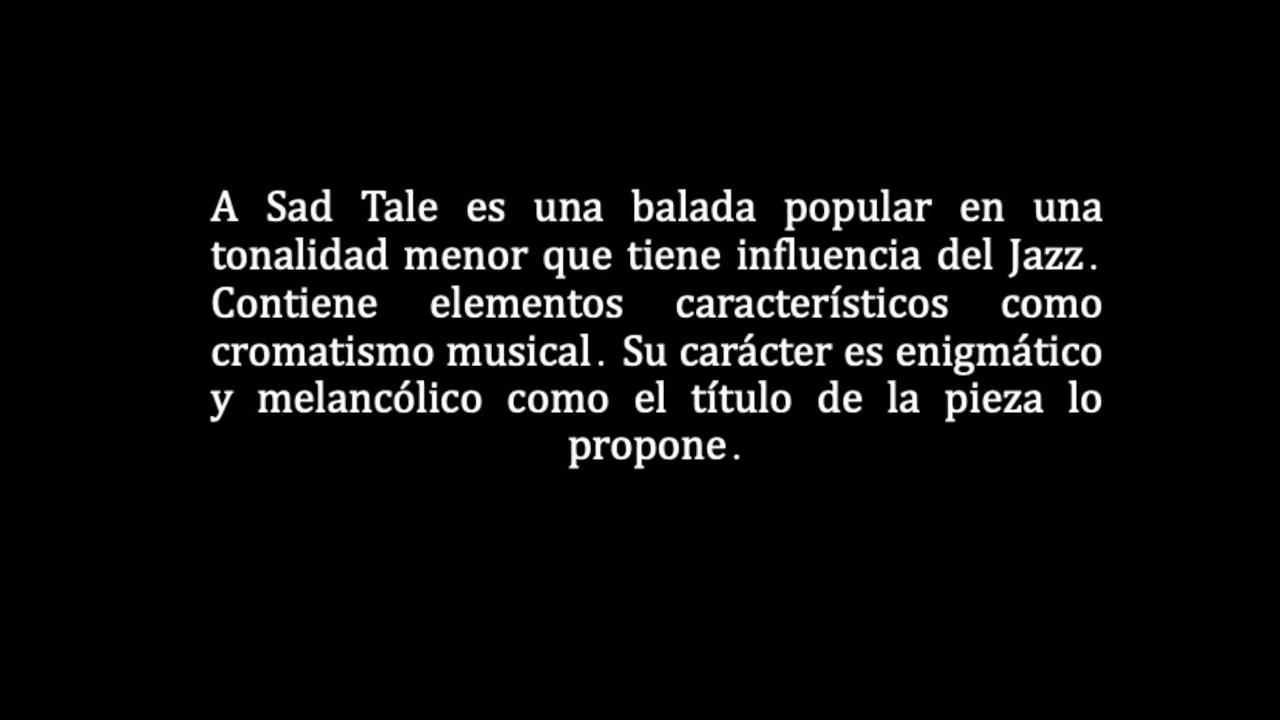 A Sad Tale es una balada popular en una
tonalidad menor que tiene influencia del Jazz.
Contiene elementos característicos como
cromatismo musical. Su carácter es enigmático
y melancólico como el título de la pieza lo
propone.